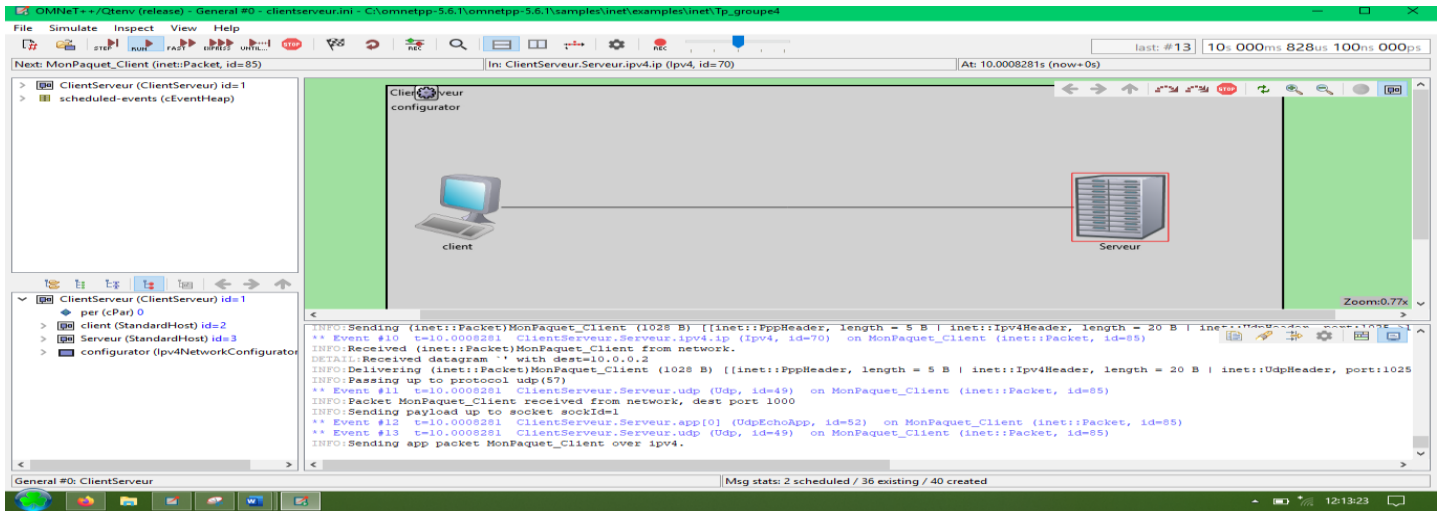 OMNeT++/Qtenv (release) - General #0 - clientserveur.ini - C:\omnetpp-5.6.1\omnetpp-5.6.1\samples\inet\examples\inet\Tp_groupe4
File Simulate Inspect View Help
STEP RUN FAST EXPRESS UNTIL... STOP REC REC last: #13 10s 000ms 828us 100ns 000ps
Next: MonPaquet_Client (inet::Packet, id=85) In: ClientServeur.Serveur.ipv4.ip (Ipv4, id=70) At: 10.0008281s (now+0s)
ClientServeur (ClientServeur) id=1
scheduled-events (cEventHeap)
configurator
STOP
client
Serveur
Zoom:0.77x
ClientServeur (ClientServeur) id=1
per (cPar) 0
client (StandardHost) id=2
Serveur (StandardHost) id=3
configurator (Ipv4NetworkConfigurator
INFO:Sending (inet::Packet)MonPaquet_Client (1028 B) [[inet::PppHeader, length = 5 B | inet::Ipv4Header, length = 20 B |
** Event #10 t=10.0008281 ClientServeur.Serveur.ipv4.ip (Ipv4, id=70) on MonPaquet_Client (inet::Packet, id=85)
INFO:Received (inet::Packet)MonPaquet_Client from network.
DETAIL:Received datagram `' with dest=10.0.0.2
INFO:Delivering (inet::Packet)MonPaquet_Client (1028 B) [[inet::PppHeader, length = 5 B | inet::Ipv4Header, length = 20 B | inet::UdpHeader, port:1025
INFO:Passing up to protocol udp(57)
** Event #11 t=10.0008281 ClientServeur.Serveur.udp (Udp, id=49) on MonPaquet_Client (inet::Packet, id=85)
INFO:Packet MonPaquet_Client received from network, dest port 1000
INFO:Sending payload up to socket sockId=1
** Event #12 t=10.0008281 ClientServeur.Serveur.app[0] (UdpEchoApp, id=52) on MonPaquet_Client (inet::Packet, id=85)
** Event #13 t=10.0008281 ClientServeur.Serveur.udp (Udp, id=49) on MonPaquet_Client (inet::Packet, id=85)
INFO:Sending app packet MonPaquet_Client over ipv4.
General #0: ClientServeur Msg stats: 2 scheduled / 36 existing / 40 created
12:13:23